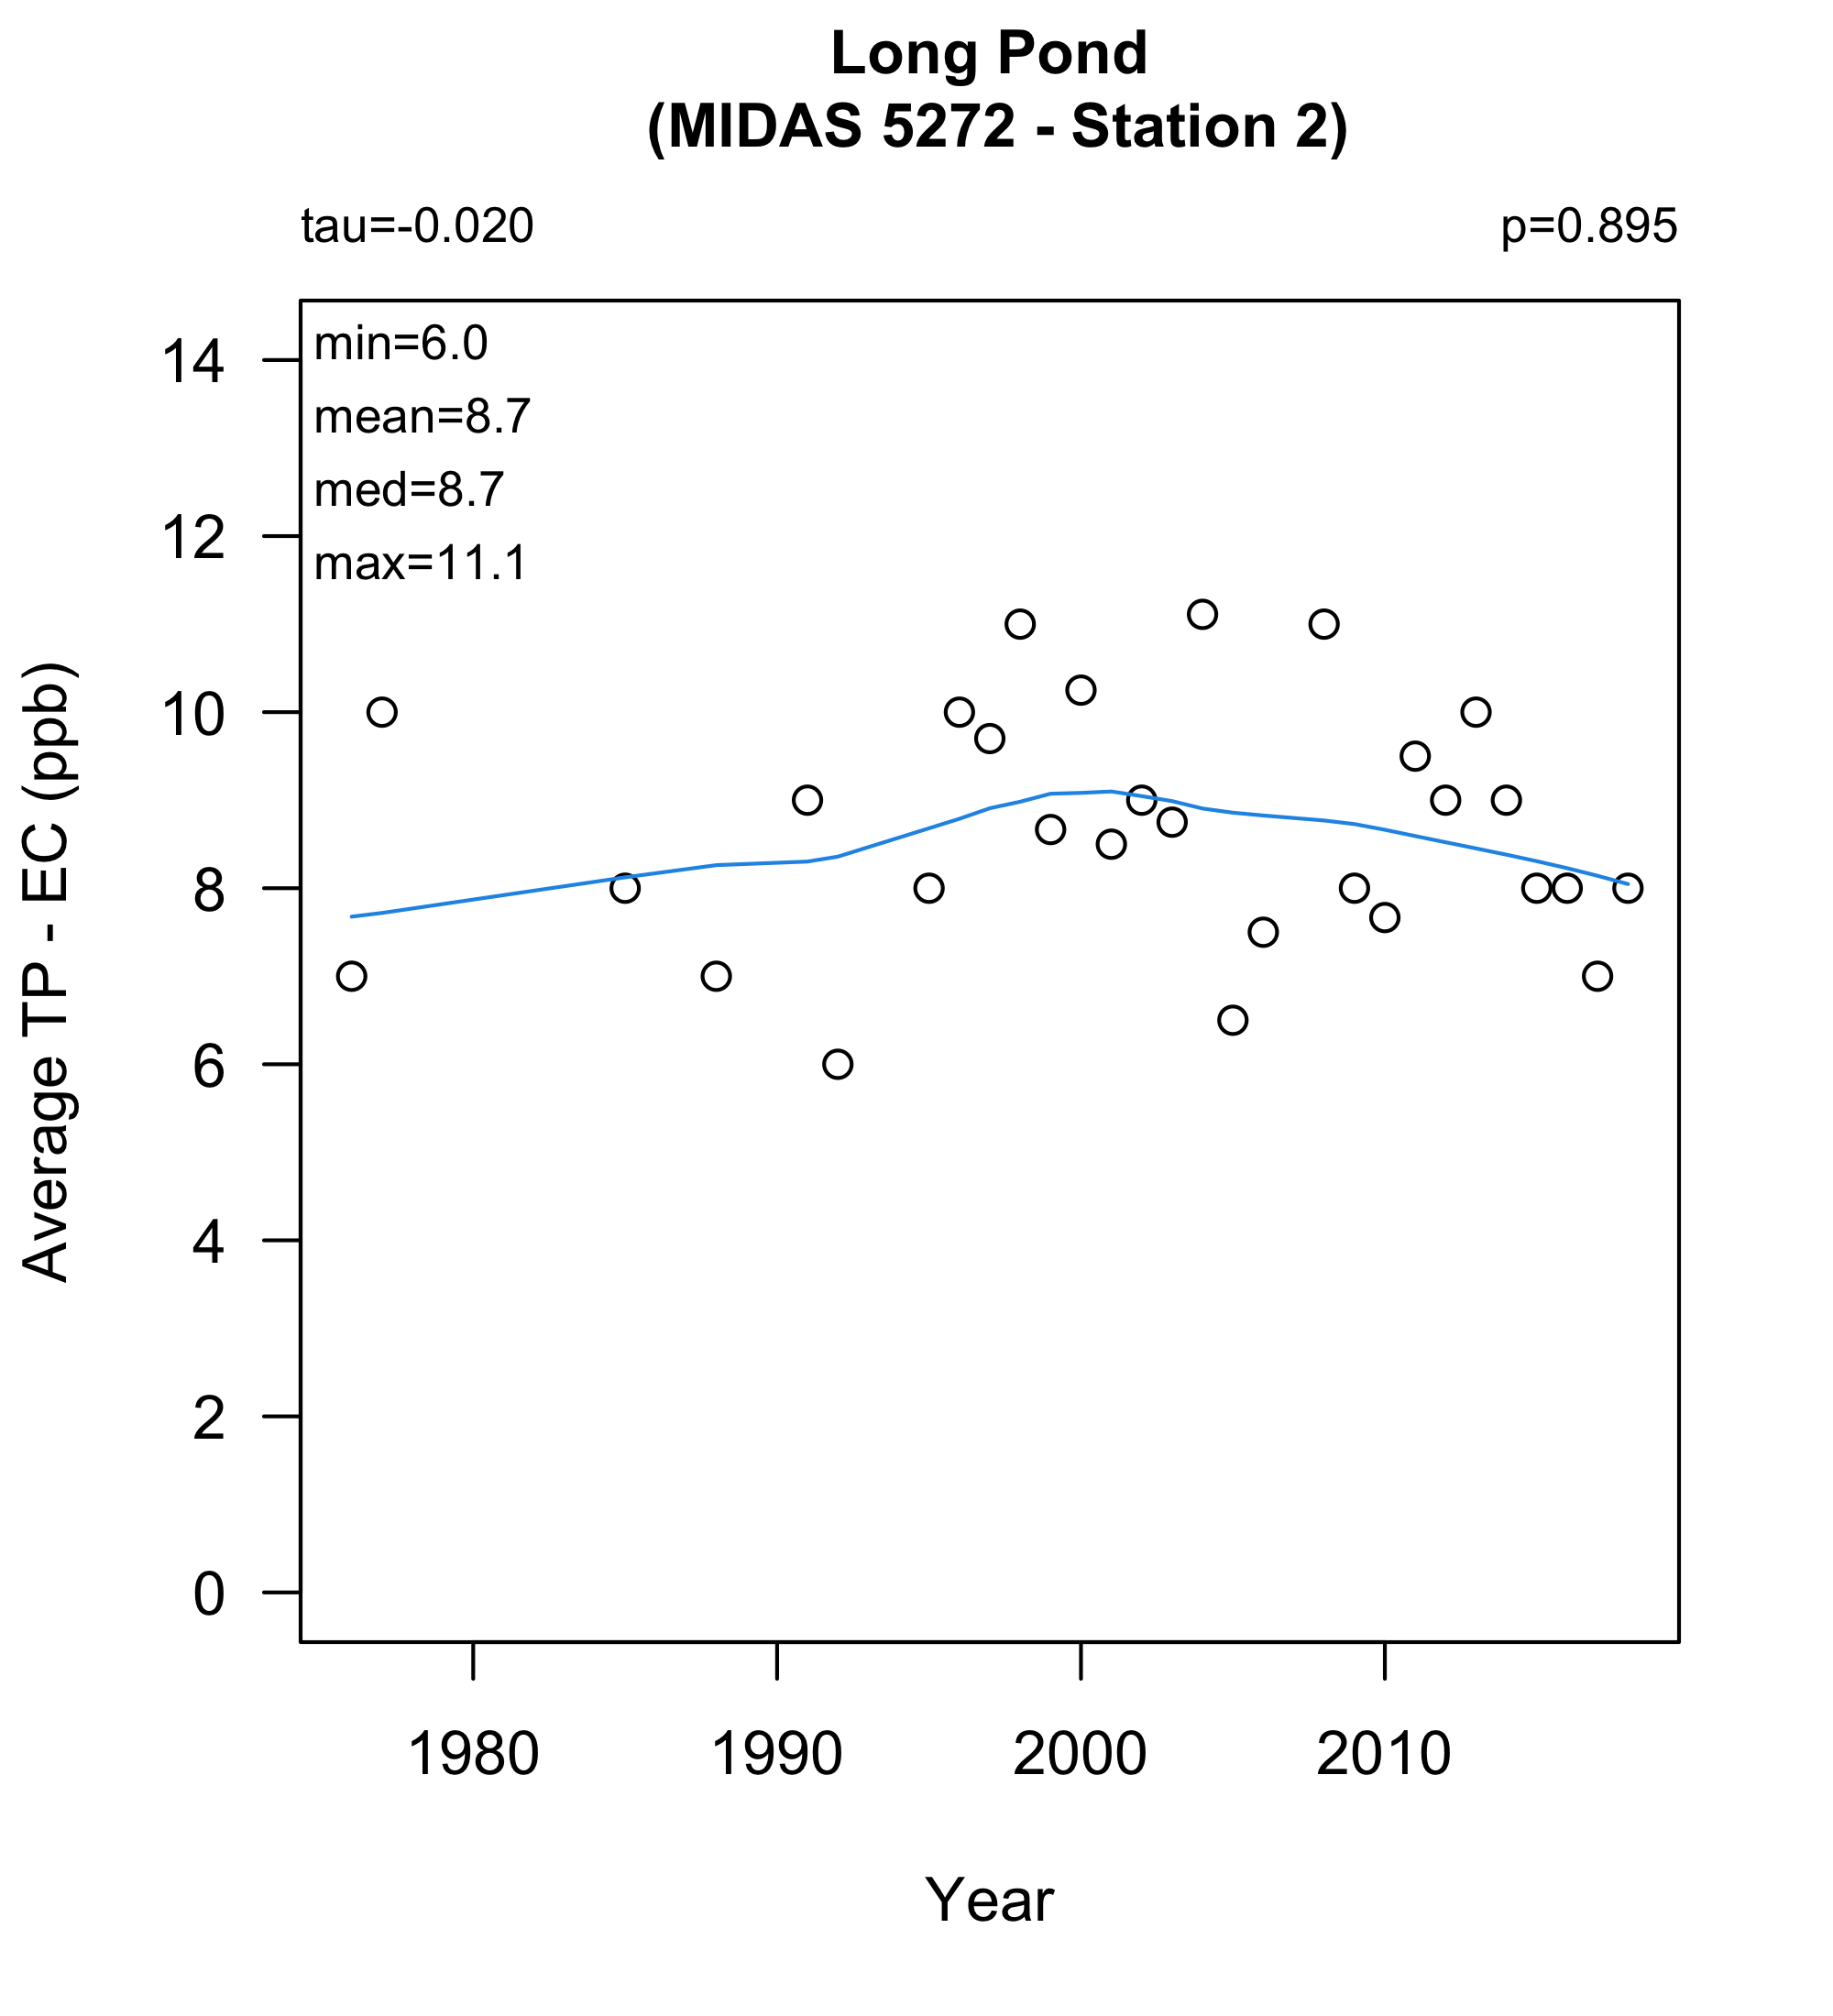 Long Pond
(MIDAS 5272 - Station 2)
tau=-0.020
p=0.895
min=6.0
mean=8.7
med=8.7
max=11.1
Average TP - EC (ppb)
14
12
10
8
6
4
2
0
1980
1990
2000
2010
Year